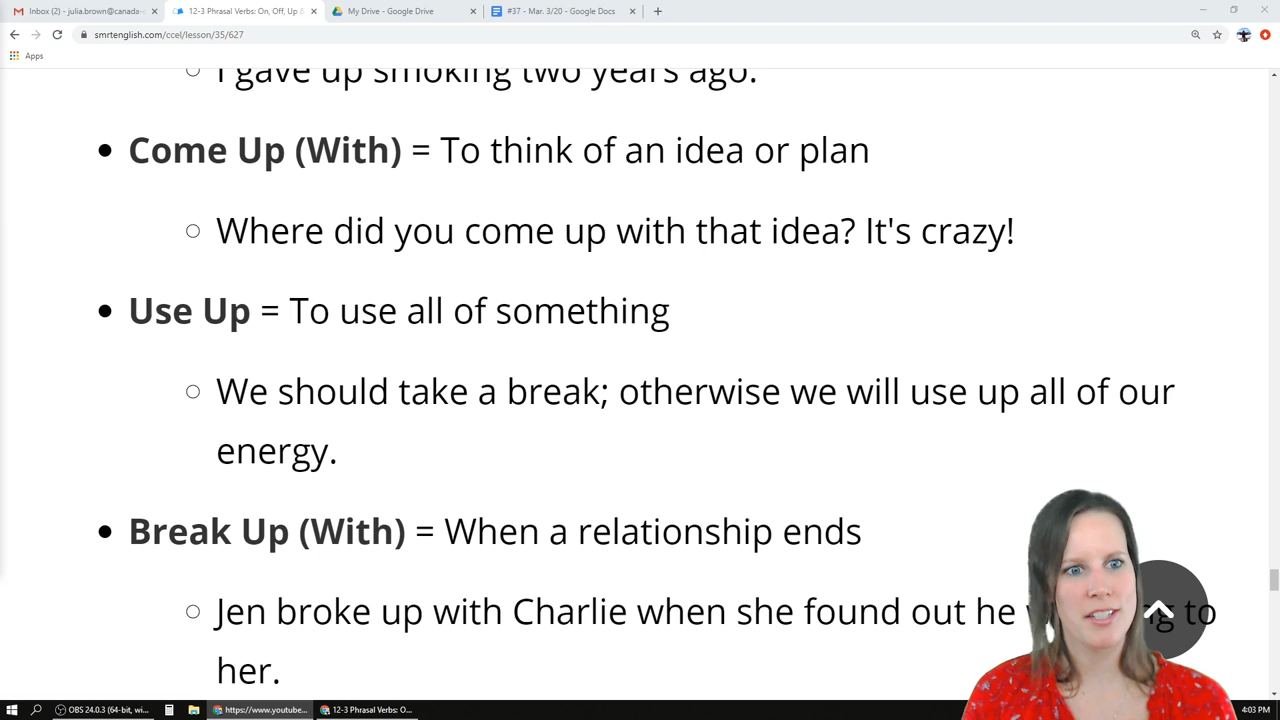 Inbox (2) - julia.brown@canada-
12-3 Phrasal Verbs: On, Off, Up
My Drive - Google Drive
#37 - Mar. 3/20 - Google Docs
smrtenglish.com/ccel/lesson/35/627
Apps
I gave up smoking two years ago.
Come Up (With) = To think of an idea or plan
Where did you come up with that idea? It's crazy!
Use Up = To use all of something
We should take a break; otherwise we will use up all of our
energy.
Break Up (With) = When a relationship ends
Jen broke up with Charlie when she found out he to
her.
OBS 24.0.3 (64-bit, wi...
https://www.youtube...
12-3 Phrasal Verbs: O...
4:03 PM